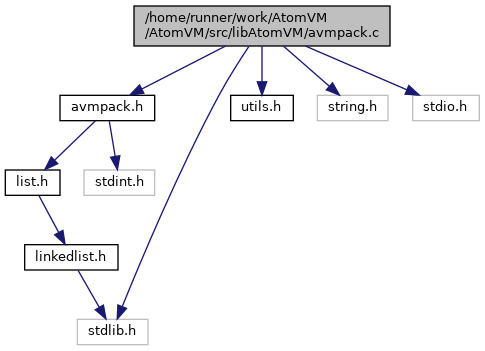 /home/runner/work/AtomVM
/AtomVM/src/libAtomVM/avmpack.c
avmpack.h
utils.h
string.h
stdio.h
list.h
stdint.h
linkedlist.h
stdlib.h